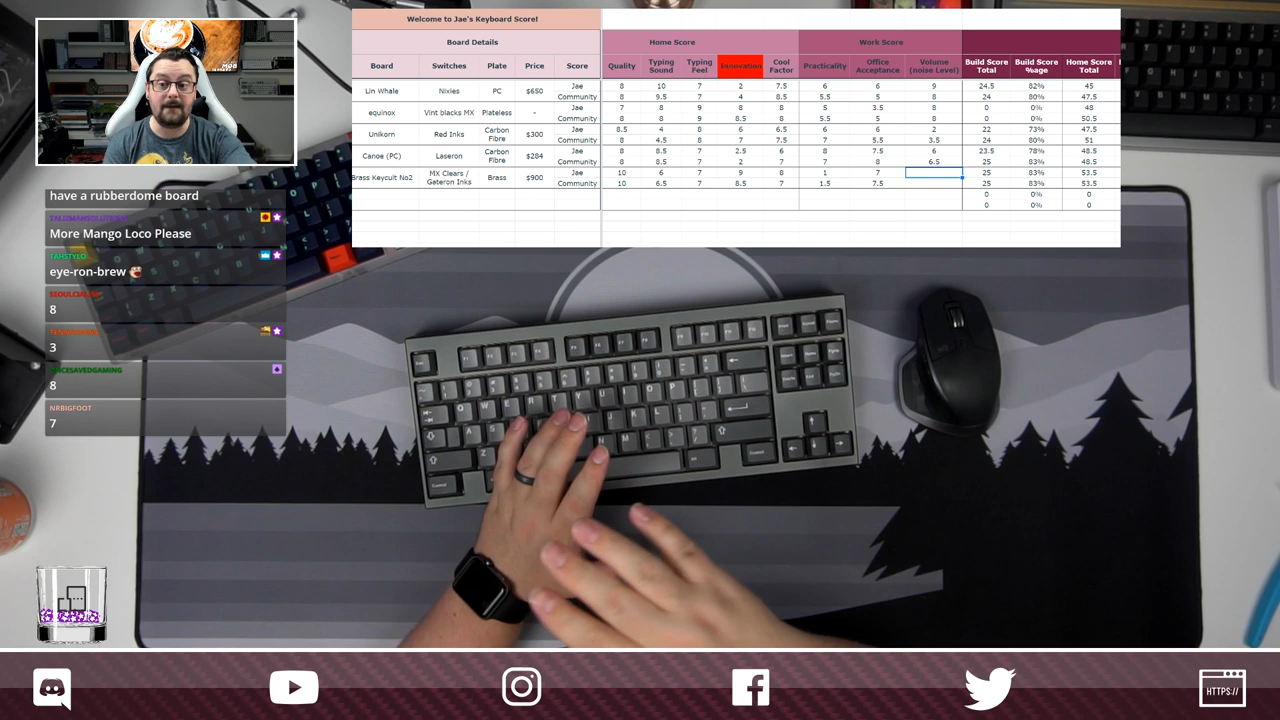 Welcome to Jae's Keyboard Score!
Board Details Home Score Work Score
Board Switches Plate Price Score Quality Typing Sound Typing Feel Innovation Cool Factor Practicality Office Acceptance Volume (noise Level) Build Score Total Build Score %age Home Score Total
Lin Whale Nixies PC $650 Jae 8 10 7 2 7.5 6 6 9 24.5 82% 45
Community 8 9.5 7 4 8.5 5.5 6 8 24 80% 47.5
equinox Vint blacks MX Plateless - Jae 7 8 9 8 8 5 3.5 8 0 0% 48
Community 8 8 9 8.5 8 5.5 5 8 0 0% 50.5
Unikorn Red Inks Carbon Fibre $300 Jae 8.5 4 8 6 6.5 6 6 2 22 73% 47.5
Community 8 4.5 8 7 7.5 7 5.5 3.5 24 80% 51
Canoe (PC) Laseron Carbon Fibre $284 Jae 8 8.5 7 2.5 6 8 7.5 6 23.5 78% 48.5
Community 8 8.5 7 2 7 7 8 6.5 25 83% 48.5
Brass Keycult No2 MX Clears / Gateron Inks Brass $900 Jae 10 6 7 9 8 1 7 25 83% 53.5
Community 10 6.5 7 8.5 7 1.5 7.5 25 83% 53.5
0 0% 0
0 0% 0
have a rubberdome board
More Mango Loco Please
TAHSTYLO
eye-ron-brew
8
3
8
NRBIGFOOT
7
HTTPS://